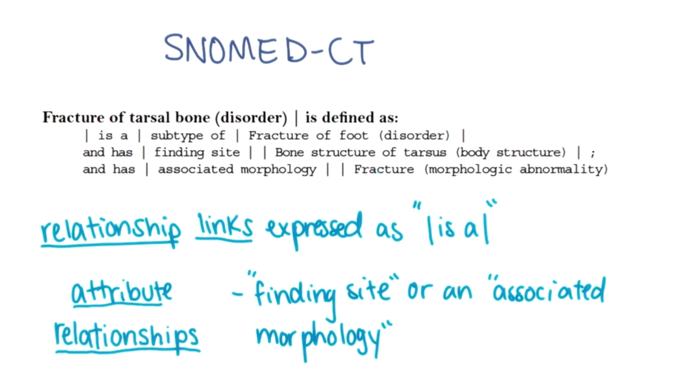 SNOMED-CT
Fracture of tarsal bone (disorder) | is defined as:
| is a | subtype of | Fracture of foot (disorder) |
and has | finding site | | Bone structure of tarsus (body structure) | ;
and has | associated morphology | | Fracture (morphologic abnormality)
relationship links expressed as "|is a|"
attribute - "finding site" or an "associated
relationships morphology"